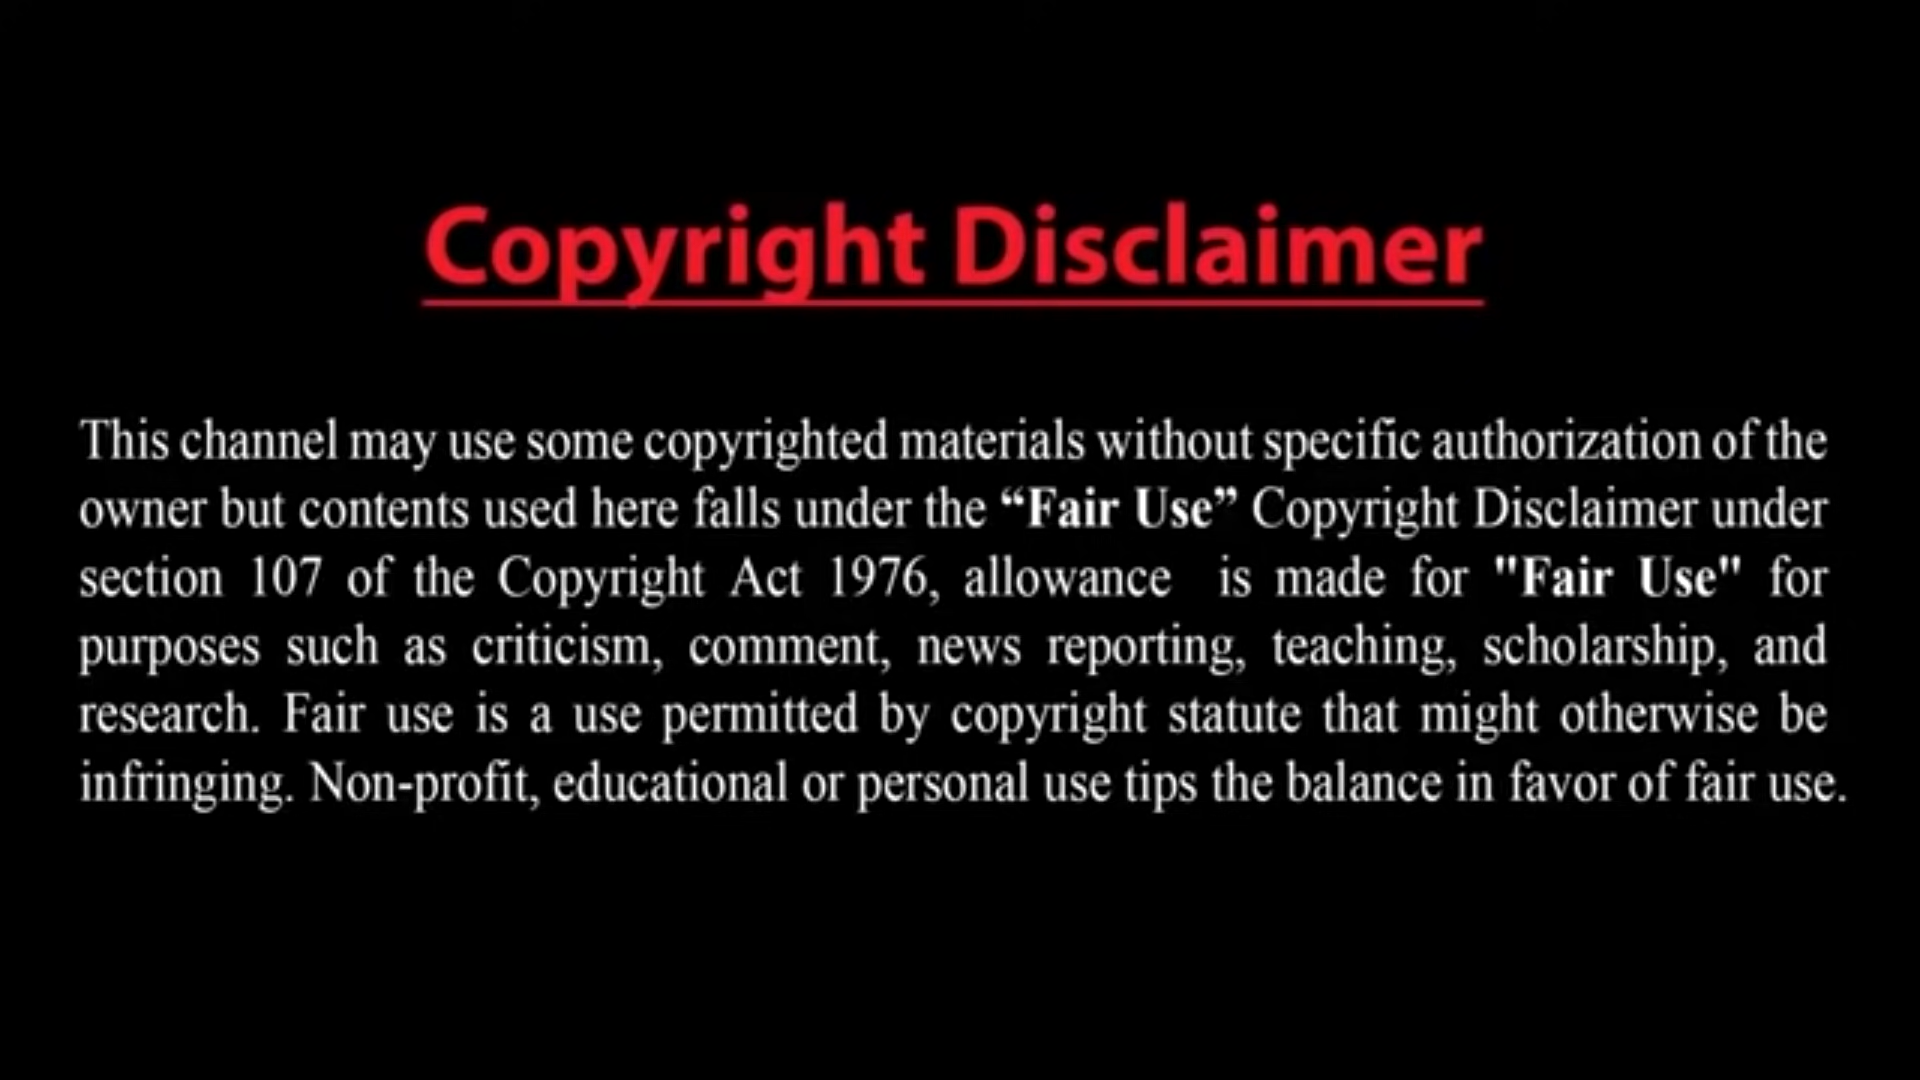 Copyright Disclaimer
This channel may use some copyrighted materials without specific authorization of the
owner but contents used here falls under the “Fair Use” Copyright Disclaimer under
section 107 of the Copyright Act 1976, allowance is made for "Fair Use" for
purposes such as criticism, comment, news reporting, teaching, scholarship, and
research. Fair use is a use permitted by copyright statute that might otherwise be
infringing. Non-profit, educational or personal use tips the balance in favor of fair use.